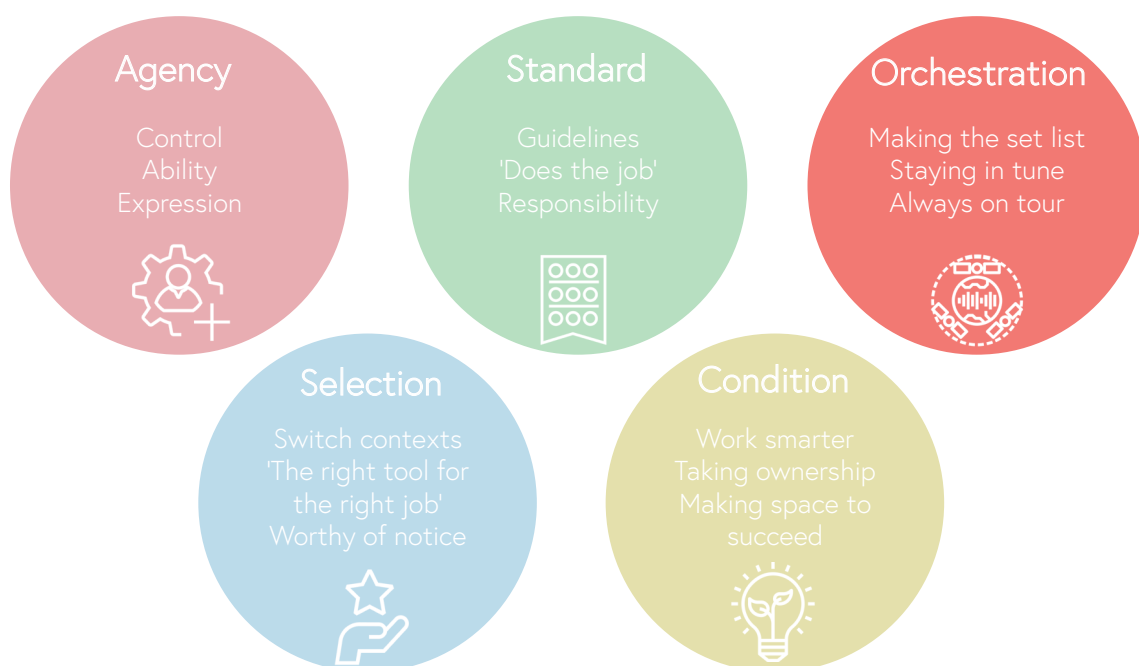 Agency
Control
Ability
Expression
Standard
Guidelines
'Does the job'
Responsibility
Orchestration
Making the set list
Staying in tune
Always on tour
Selection
Switch contexts
'The right tool for
the right job'
Worthy of notice
Condition
Work smarter
Taking ownership
Making space to
succeed